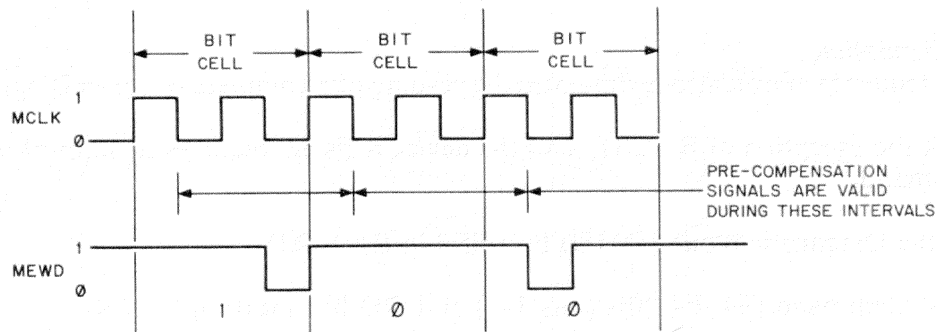 BIT CELL
BIT CELL
BIT CELL
MCLK
1
Ø
PRE-COMPENSATION
SIGNALS ARE VALID
DURING THESE INTERVALS
MEWD
1
Ø
1
Ø
Ø